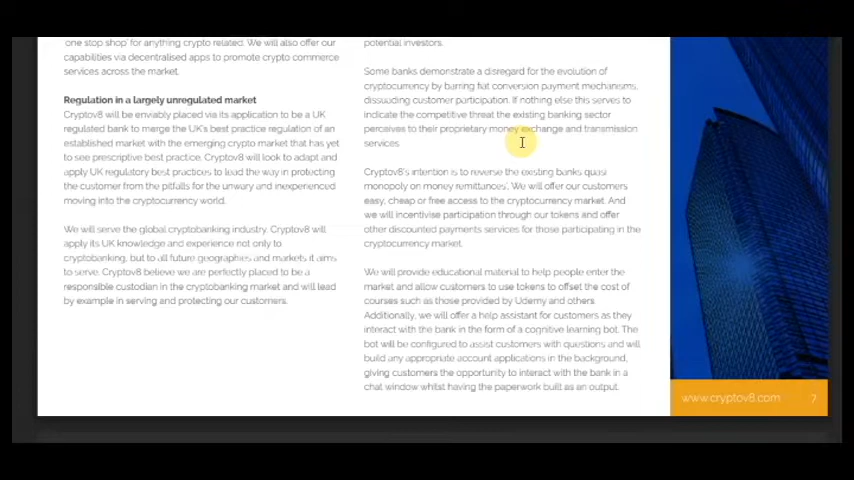 'one stop shop' for anything crypto related. We will also offer our
capabilities via decentralised apps to promote crypto commerce
services across the market.
Regulation in a largely unregulated market
Cryptov8 will be enviably placed via its application to be a UK
regulated bank to merge the UK's best practice regulation of an
established market with the emerging crypto market that has yet
to see prescriptive best practice. Cryptov8 will look to adapt and
apply UK regulatory best practices to lead the way in protecting
the customer from the pitfalls for the unwary and inexperienced
moving into the cryptocurrency world.
We will serve the global cryptobanking industry. Cryptov8 will
apply its UK knowledge and experience not only to
cryptobanking, but to all future geographies and markets it aims
to serve. Cryptov8 believe we are perfectly placed to be a
responsible custodian in the cryptobanking market and will lead
by example in serving and protecting our customers.
potential investors.
Some banks demonstrate a disregard for the evolution of
cryptocurrency by barring fiat conversion payment mechanisms,
dissuading customer participation. If nothing else this serves to
indicate the competitive threat the existing banking sector
perceives to their proprietary money exchange and transmission
services.
Cryptov8's intention is to reverse the existing banks quasi
monopoly on money remittances'. We will offer our customers
easy, cheap or free access to the cryptocurrency market. And
we will incentivise participation through our tokens and offer
other discounted payments services for those participating in the
cryptocurrency market.
We will provide educational material to help people enter the
market and allow customers to use tokens to offset the cost of
courses such as those provided by Udemy and others.
Additionally, we will offer a help assistant for customers as they
interact with the bank in the form of a cognitive learning bot. The
bot will be configured to assist customers with questions and will
build any appropriate account applications in the background,
giving customers the opportunity to interact with the bank in a
chat window whilst having the paperwork built as an output.
www.cryptov8.com 7